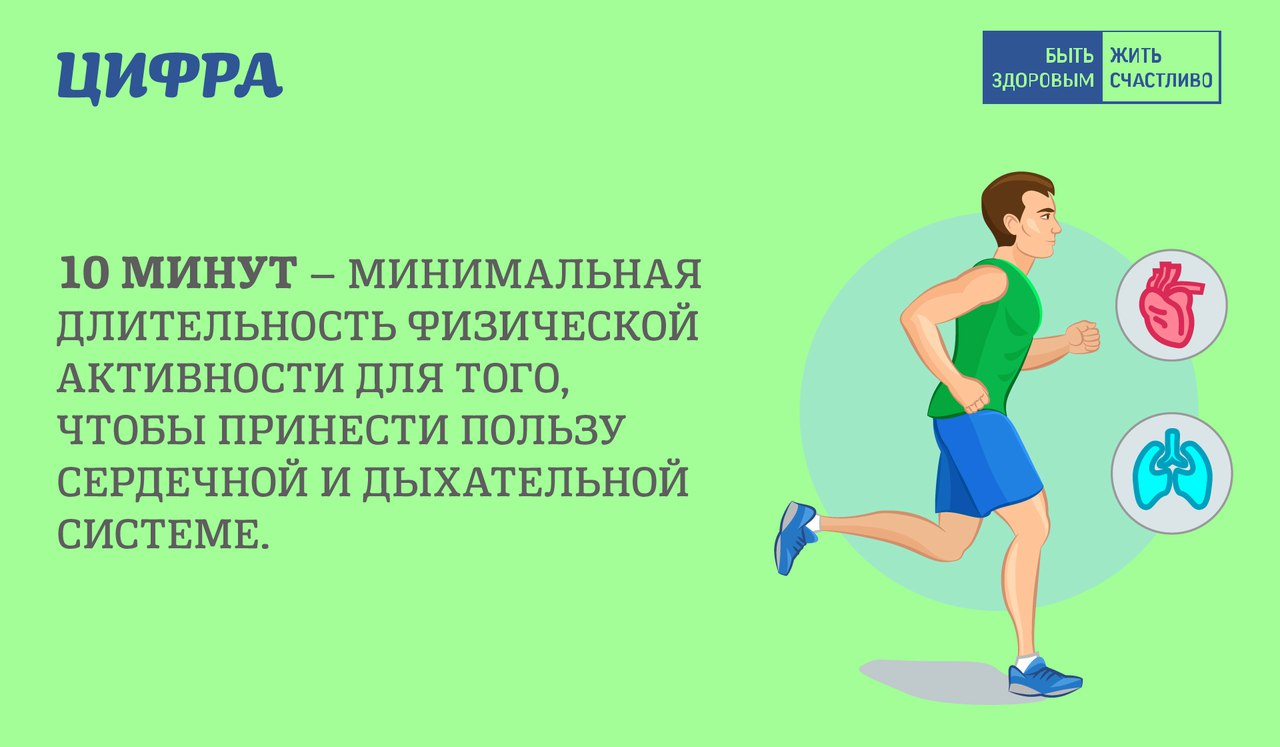 ЦИФРА
БЫТЬ ЗДОРОВЫМ
ЖИТЬ СЧАСТЛИВО
10 МИНУТ – МИНИМАЛЬНАЯ
ДЛИТЕЛЬНОСТЬ ФИЗИЧЕСКОЙ
АКТИВНОСТИ ДЛЯ ТОГО,
ЧТОБЫ ПРИНЕСТИ ПОЛЬЗУ
СЕРДЕЧНОЙ И ДЫХАТЕЛЬНОЙ
СИСТЕМЕ.